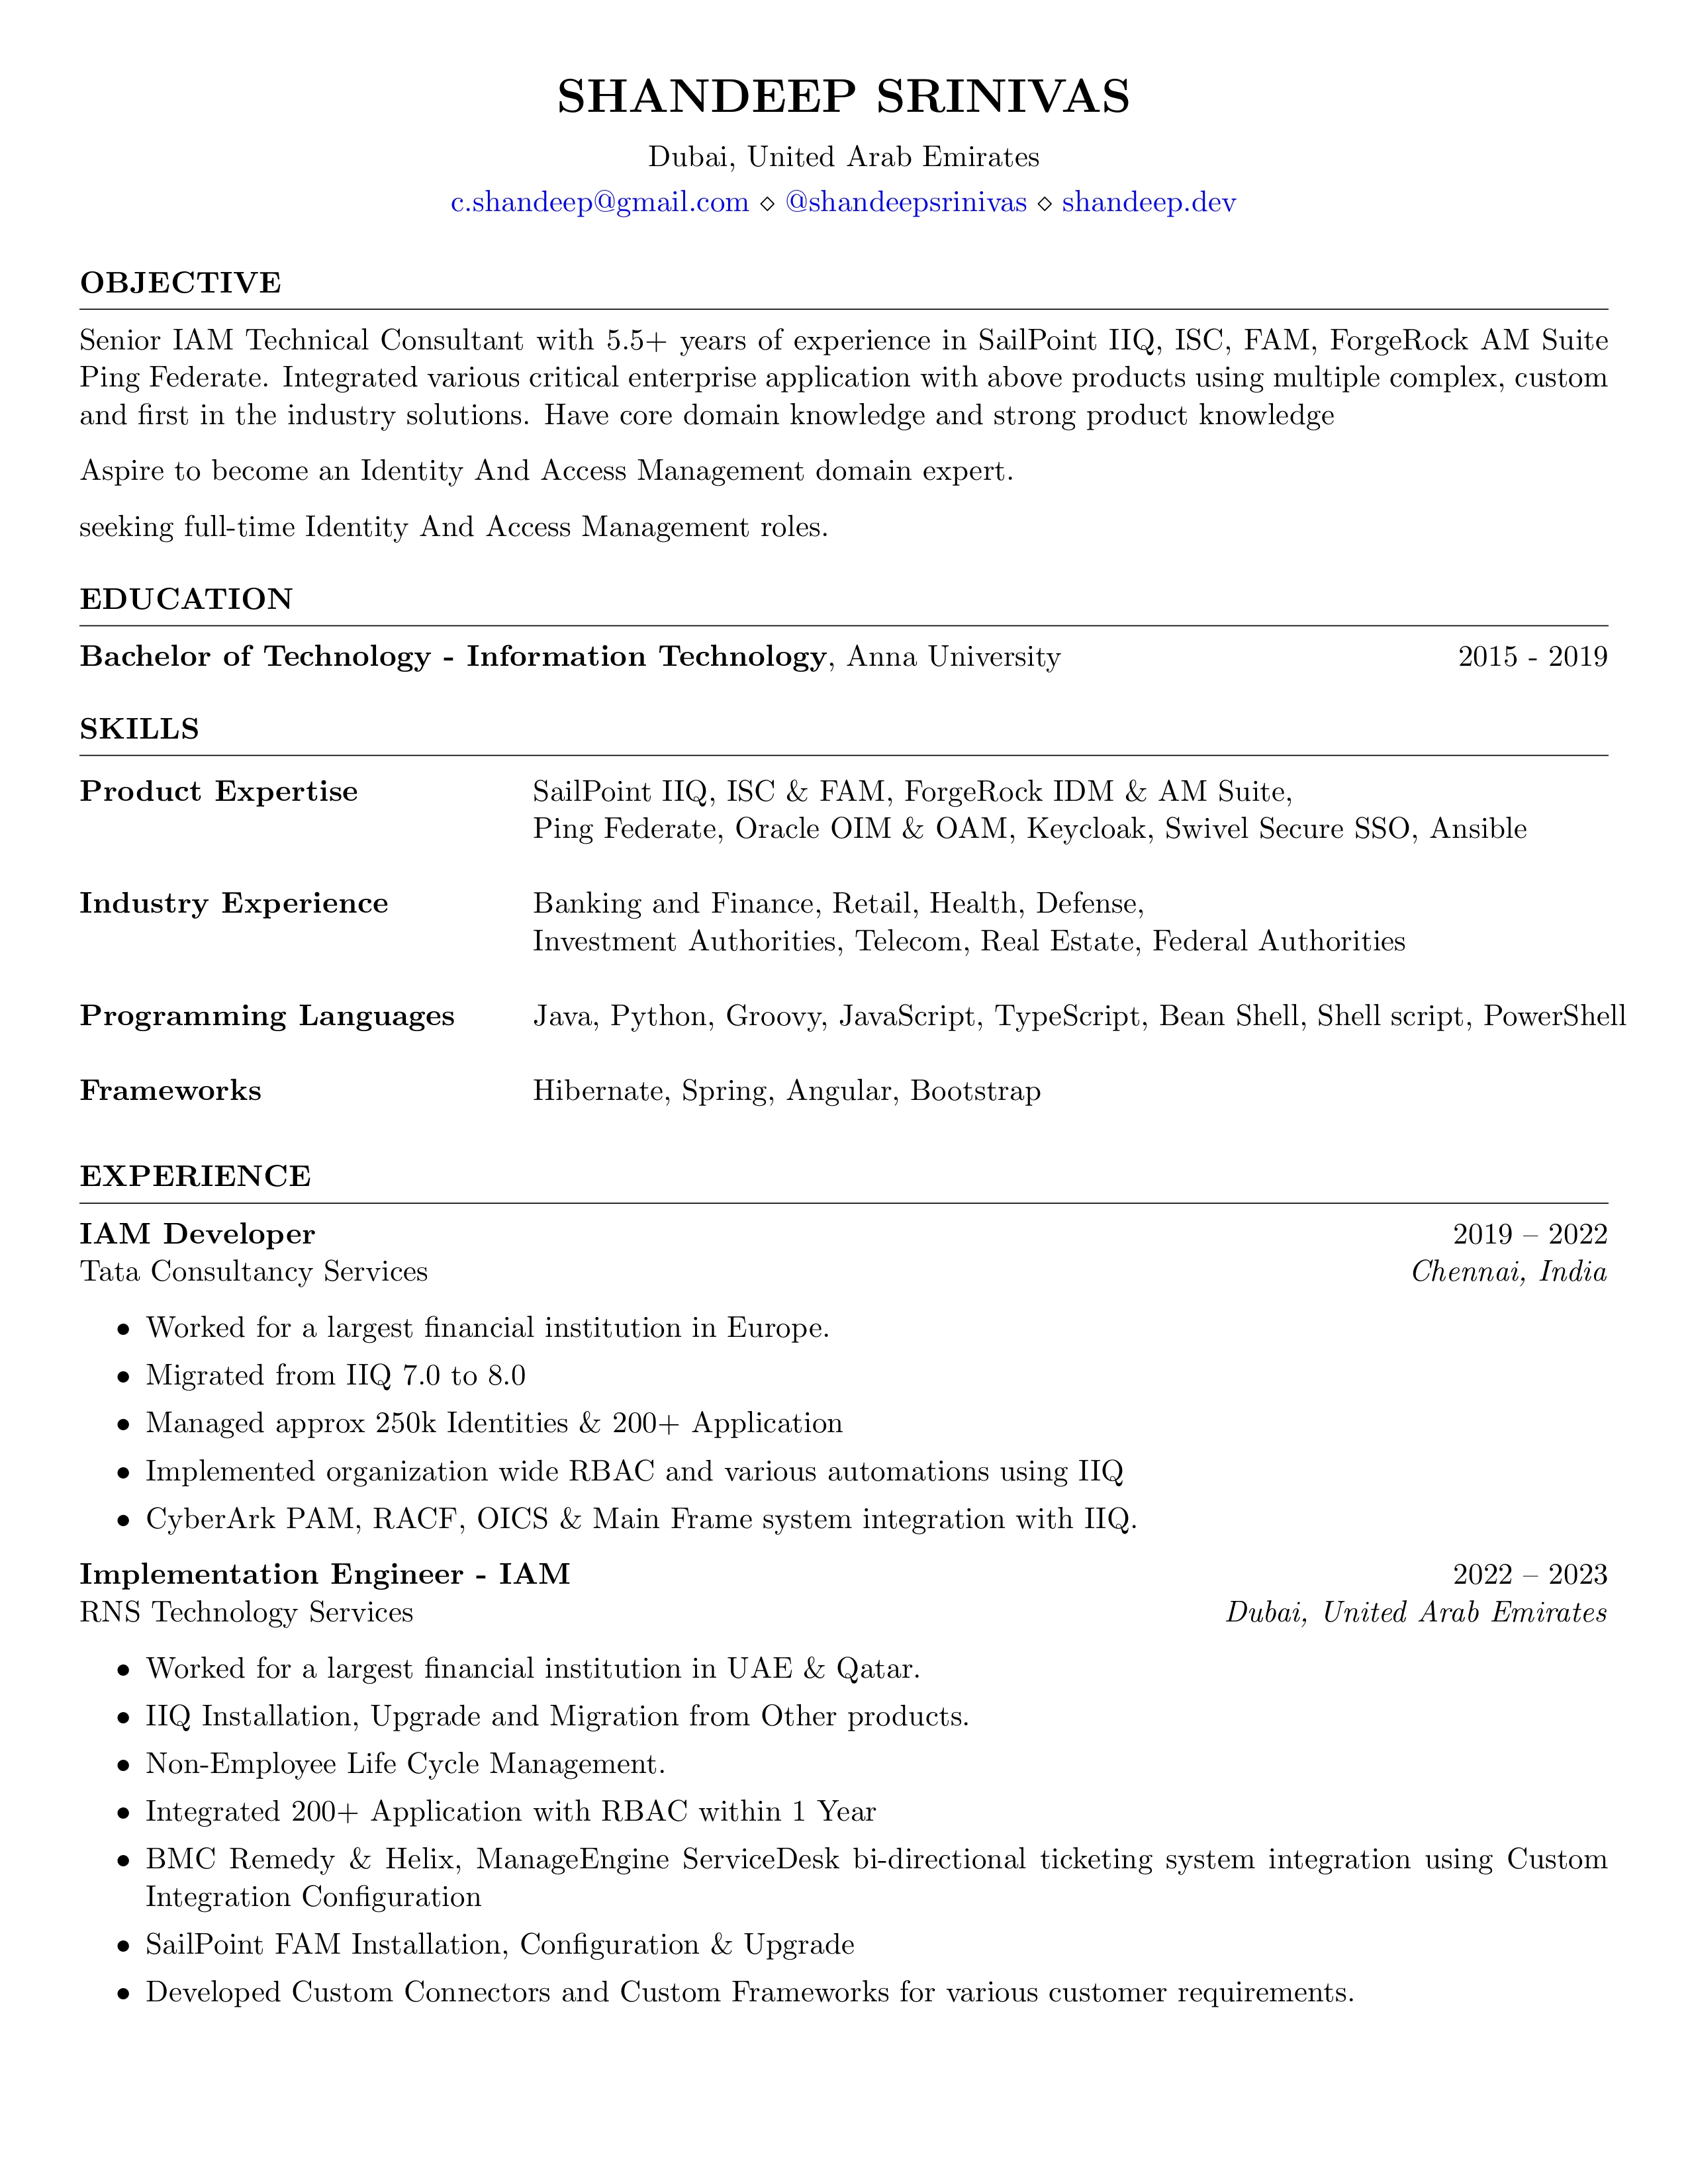 SHANDEEP SRINIVAS
Dubai, United Arab Emirates
c.shandeep@gmail.com ⋄ @shandeepsrinivas ⋄ shandeep.dev
OBJECTIVE
Senior IAM Technical Consultant with 5.5+ years of experience in SailPoint IIQ, ISC, FAM, ForgeRock AM Suite
Ping Federate. Integrated various critical enterprise application with above products using multiple complex, custom
and first in the industry solutions. Have core domain knowledge and strong product knowledge
Aspire to become an Identity And Access Management domain expert.
seeking full-time Identity And Access Management roles.
EDUCATION
Bachelor of Technology - Information Technology, Anna University 2015 - 2019
SKILLS
Product Expertise SailPoint IIQ, ISC & FAM, ForgeRock IDM & AM Suite,
Ping Federate, Oracle OIM & OAM, Keycloak, Swivel Secure SSO, Ansible
Industry Experience Banking and Finance, Retail, Health, Defense,
Investment Authorities, Telecom, Real Estate, Federal Authorities
Programming Languages Java, Python, Groovy, JavaScript, TypeScript, Bean Shell, Shell script, PowerShell
Frameworks Hibernate, Spring, Angular, Bootstrap
EXPERIENCE
IAM Developer 2019 – 2022
Tata Consultancy Services Chennai, India
• Worked for a largest financial institution in Europe.
• Migrated from IIQ 7.0 to 8.0
• Managed approx 250k Identities & 200+ Application
• Implemented organization wide RBAC and various automations using IIQ
• CyberArk PAM, RACF, OICS & Main Frame system integration with IIQ.
Implementation Engineer - IAM 2022 – 2023
RNS Technology Services Dubai, United Arab Emirates
• Worked for a largest financial institution in UAE & Qatar.
• IIQ Installation, Upgrade and Migration from Other products.
• Non-Employee Life Cycle Management.
• Integrated 200+ Application with RBAC within 1 Year
• BMC Remedy & Helix, ManageEngine ServiceDesk bi-directional ticketing system integration using Custom
Integration Configuration
• SailPoint FAM Installation, Configuration & Upgrade
• Developed Custom Connectors and Custom Frameworks for various customer requirements.